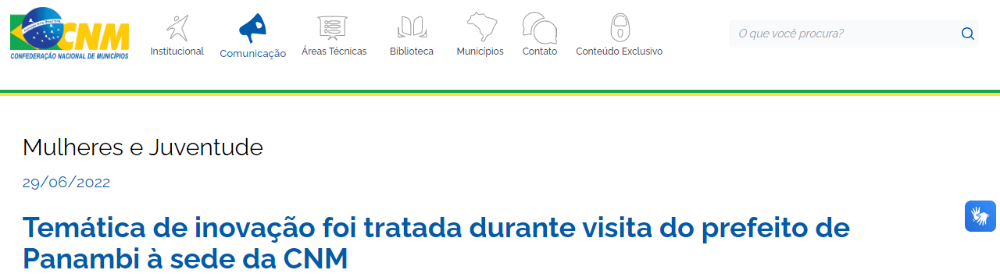 CNM
CONFEDERAÇÃO NACIONAL DE MUNICÍPIOS
Institucional
Comunicação
Áreas Técnicas
Biblioteca
Municípios
Contato
Conteúdo Exclusivo
O que você procura?
Mulheres e Juventude
29/06/2022
Temática de inovação foi tratada durante visita do prefeito de
Panambi à sede da CNM